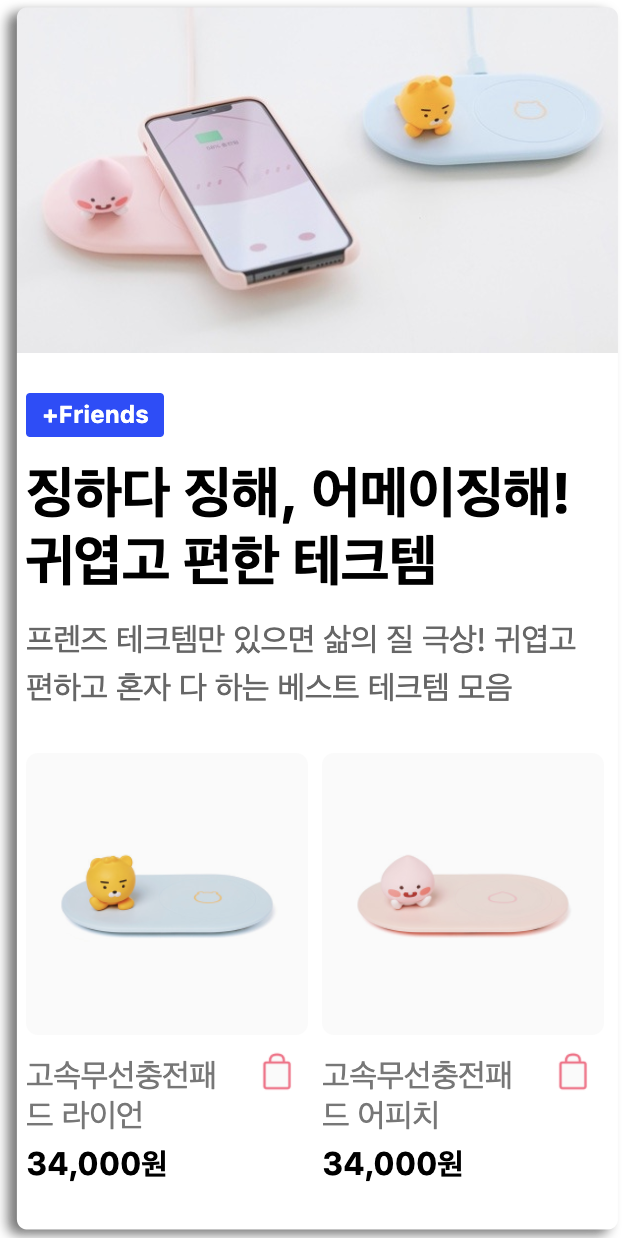 +Friends
징하다 징해, 어메이징해!
귀엽고 편한 테크템
프렌즈 테크템만 있으면 삶의 질 극상! 귀엽고
편하고 혼자 다 하는 베스트 테크템 모음
고속무선충전패
드 라이언
34,000원
고속무선충전패
드 어피치
34,000원